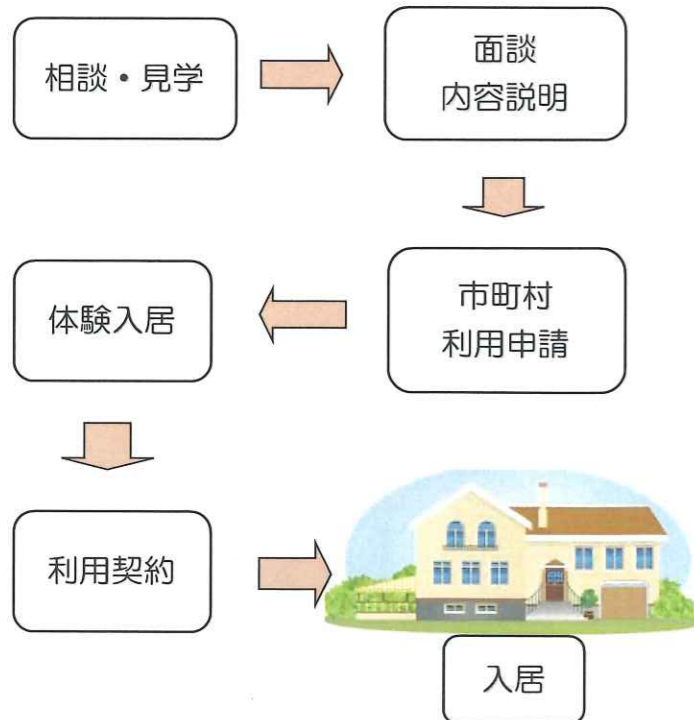 相談・見学
面談
内容説明
市町村
利用申請
体験入居
利用契約
入居